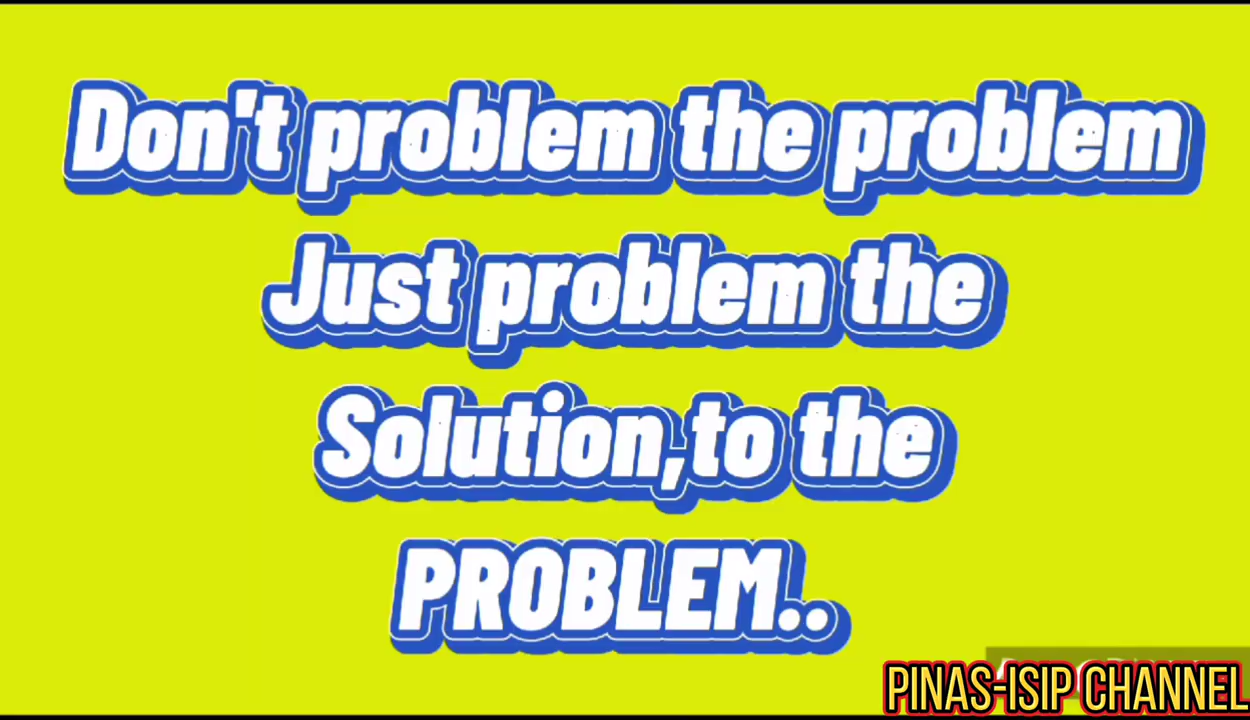 Don't problem the problem
Just problem the
Solution,to the
PROBLEM..
PINAS-ISIP CHANNEL